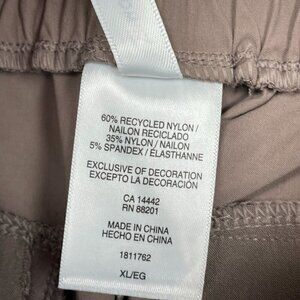 60% RECYCLED NYLON /
NAILON RECICLADO
35% NYLON / NAILON
5% SPANDEX / ELASTHANNE
EXCLUSIVE OF DECORATION
EXCEPTO LA DECORACIÓN
CA 14442
RN 88201
MADE IN CHINA
HECHO EN CHINA
1811762
XL/EG